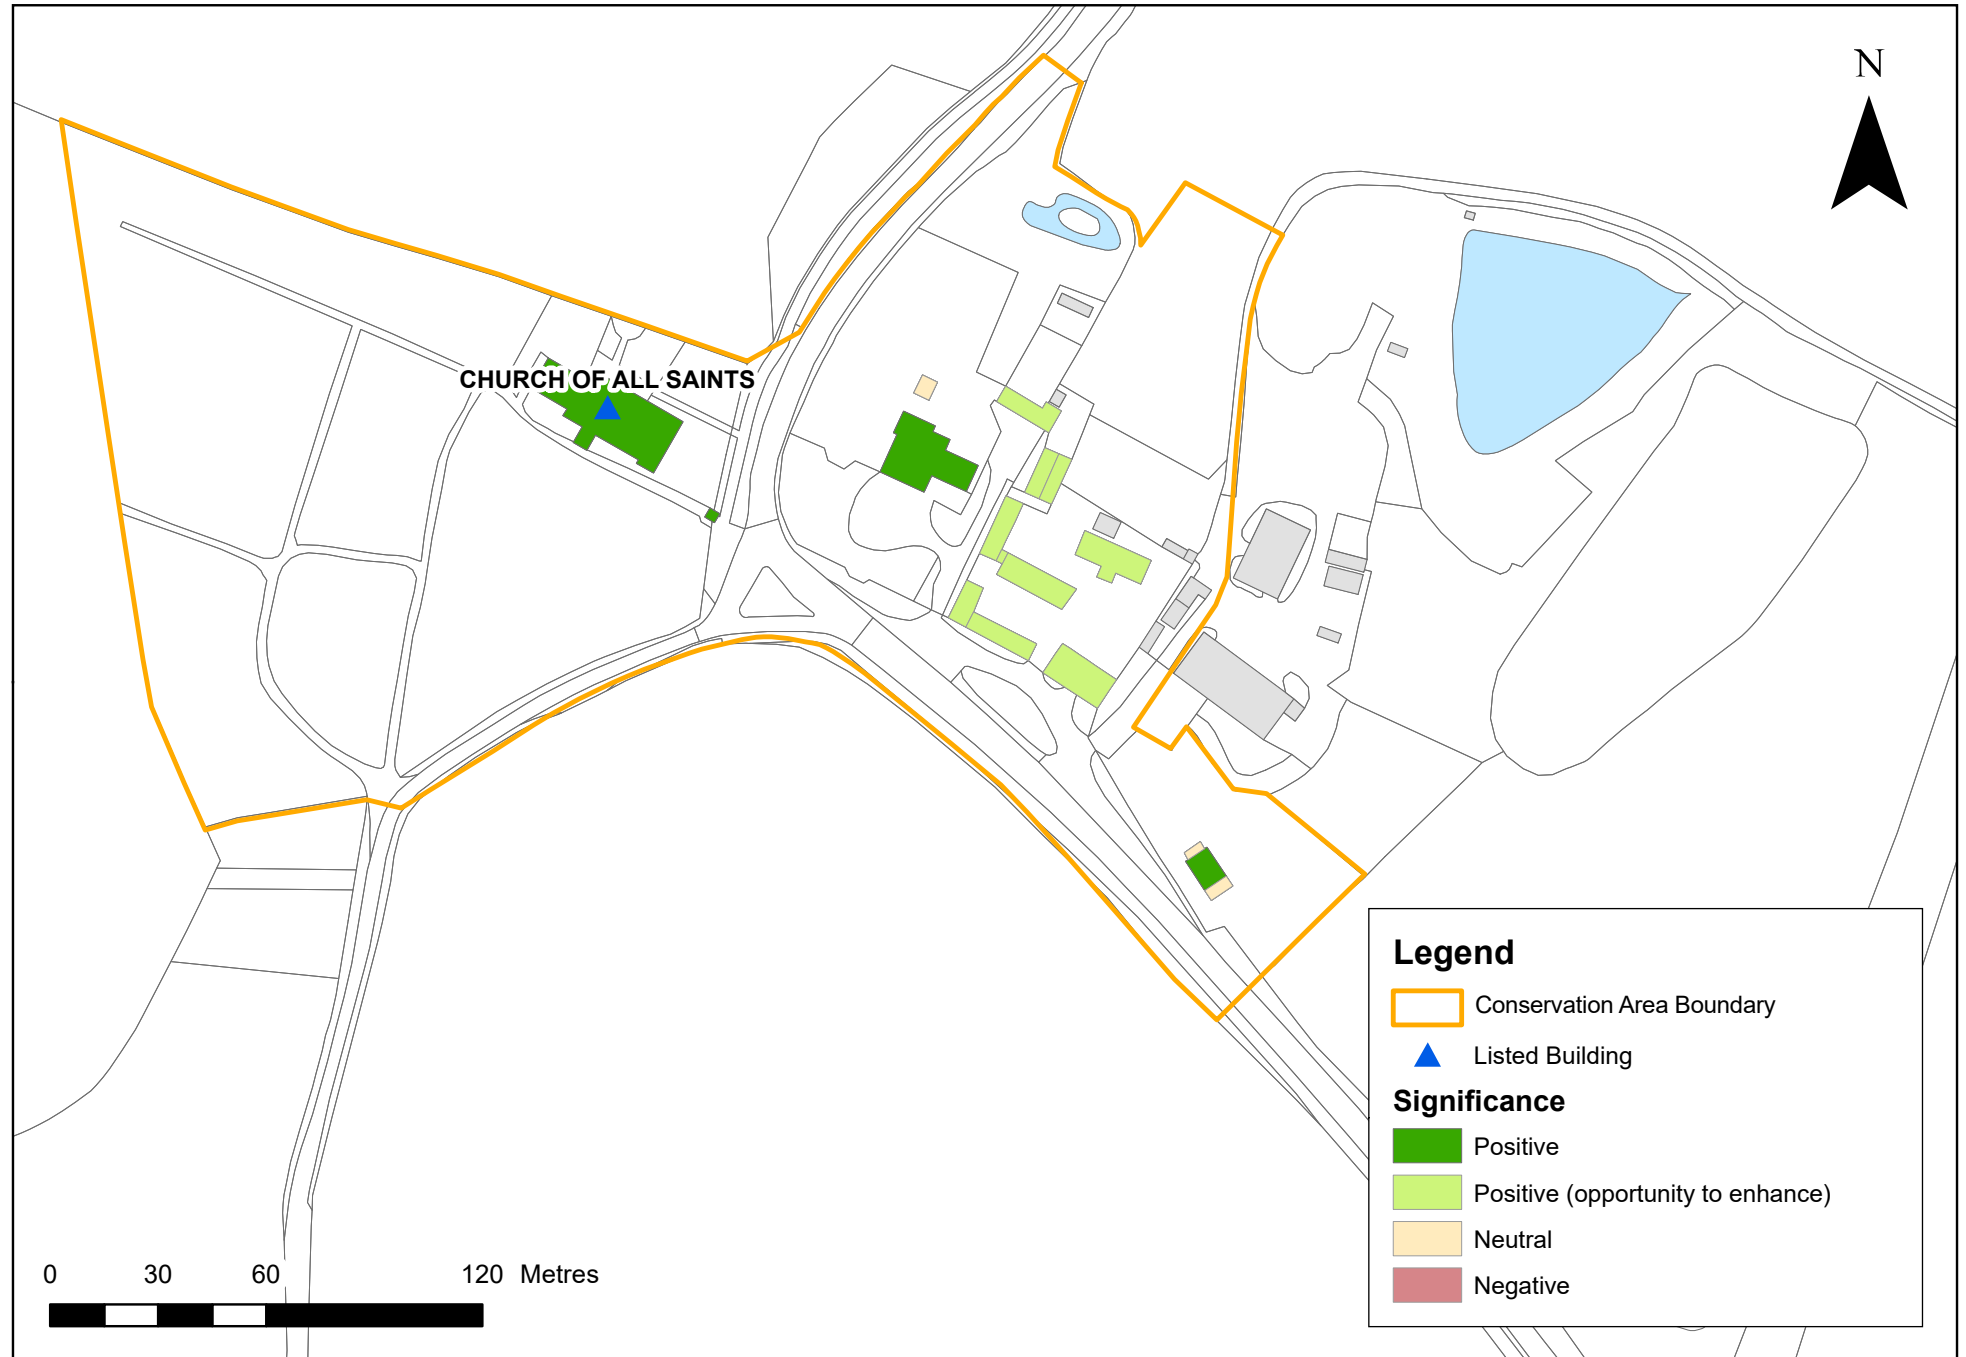 N
CHURCH OF ALL SAINTS
Legend
Conservation Area Boundary
Listed Building
Significance
Positive
Positive (opportunity to enhance)
Neutral
Negative
0 30 60 120 Metres